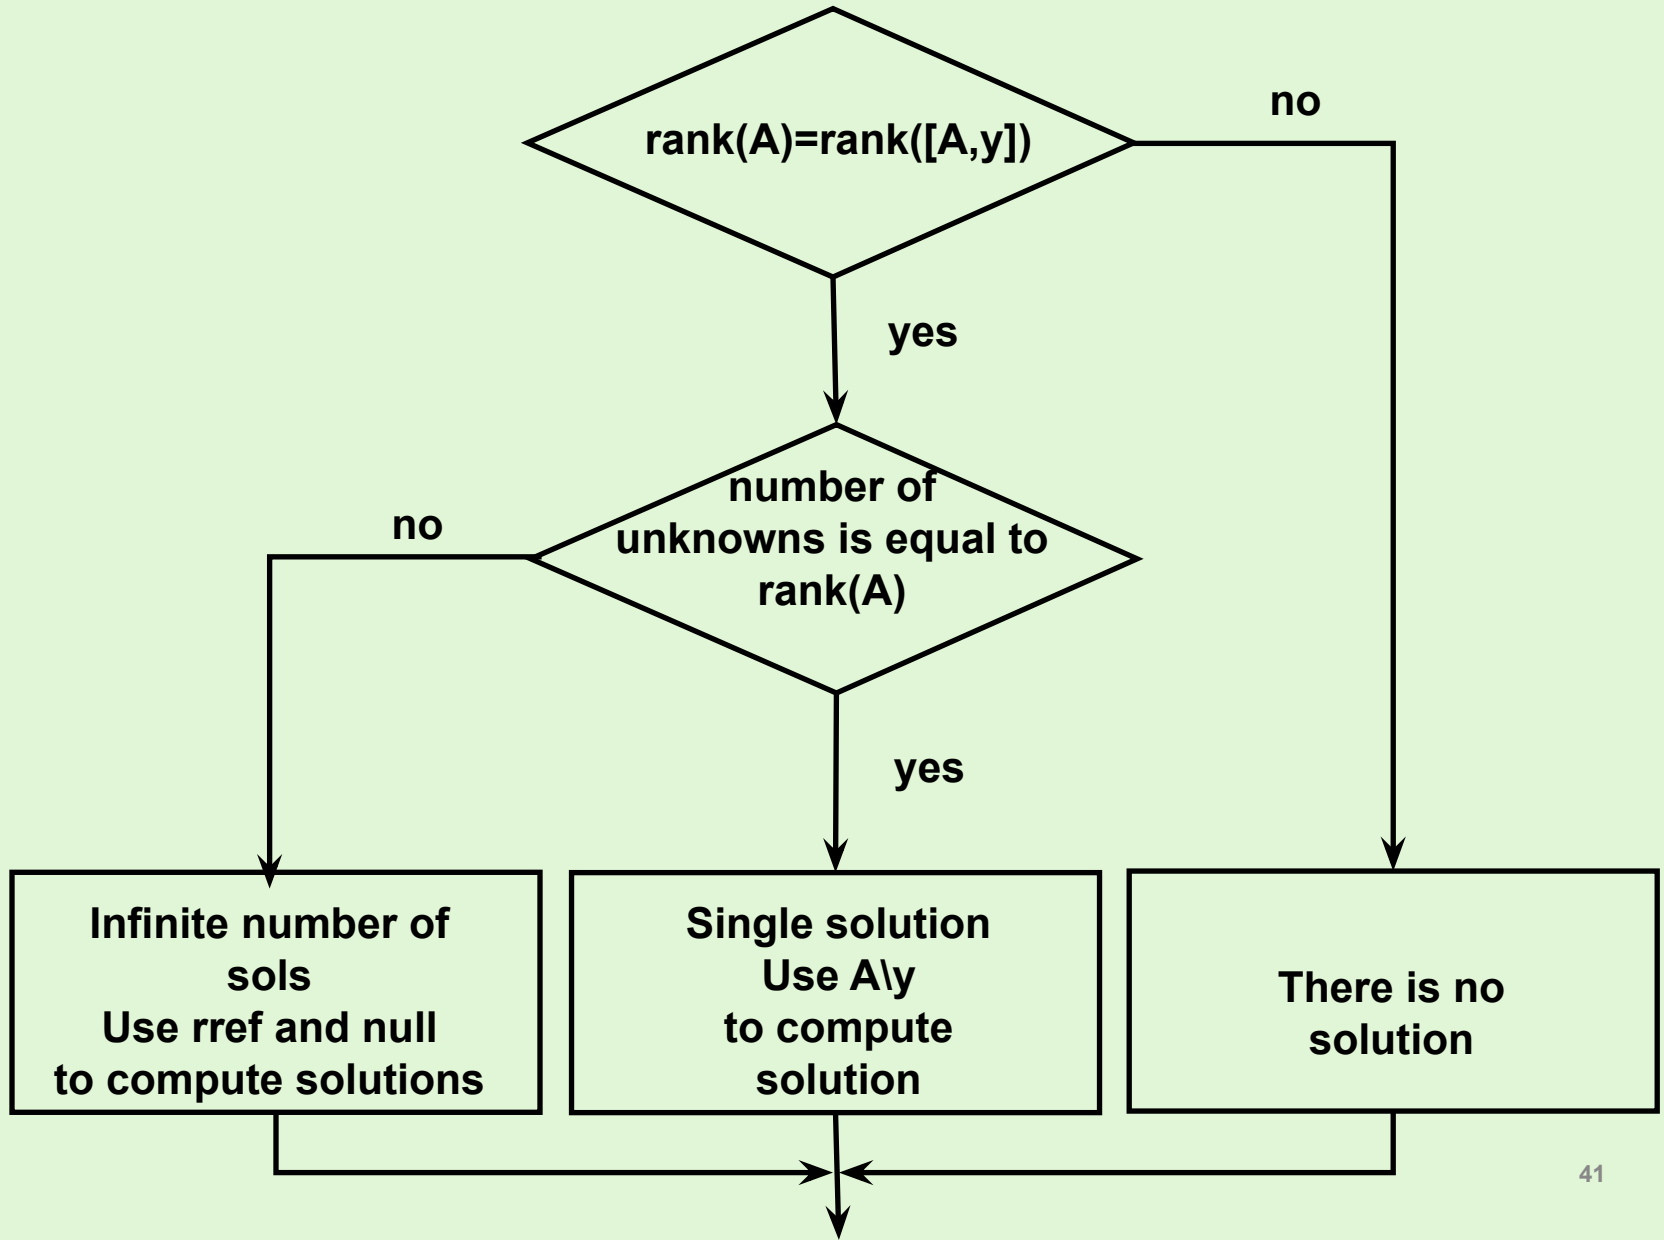 rank(A)=rank([A,y])
no
yes
number of
unknowns is equal to
rank(A)
no
yes
Infinite number of
sols
Use rref and null
to compute solutions
Single solution
Use A\y
to compute
solution
There is no
solution
41